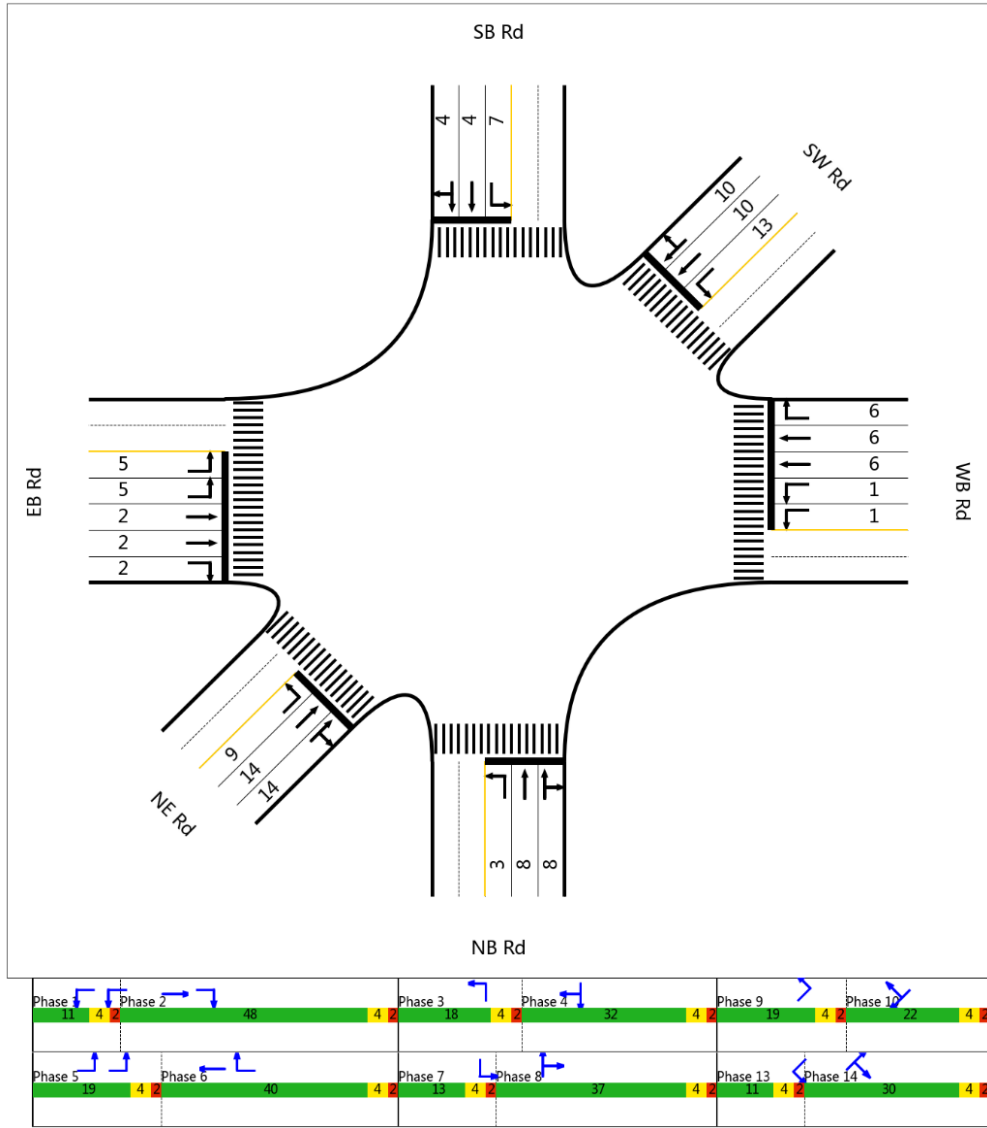 SB Rd
4 4 7
SW Rd
10
10
13
6
6
6
1
1
WB Rd
EB Rd
5
5
2
2
2
NE Rd
9
14
14
3 8 8
NB Rd
Phase 1 Phase 2 Phase 3 Phase 4 Phase 9 Phase 10
11 4 2 48 4 2 18 4 2 32 4 2 19 4 2 22 4 2
Phase 5 Phase 6 Phase 7 Phase 8 Phase 13 Phase 14
19 4 2 40 4 2 13 4 2 37 4 2 11 4 2 30 4 2